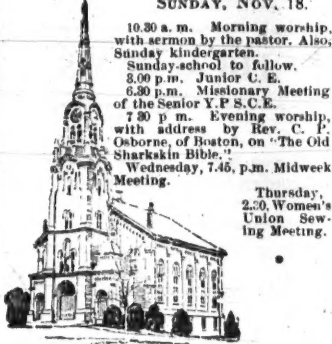 SUNDAY, NOV. 18.
10.30 a. m. Morning worship,
with sermon by the pastor. Also,
Sunday kindergarten.
Sunday-school to follow.
3.00 p.m. Junior C. E.
6.30 p.m. Missionary Meeting
of the Senior Y.P S.C.E.
7 30 p m. Evening worship,
with address by Rev. C. P.
Osborne, of Boston, on "The Old
Sharkskin Bible."
Wednesday, 7.45, p.m. Midweek
Meeting.
Thursday,
2.30, Women's
Union Sew-
ing Meeting.